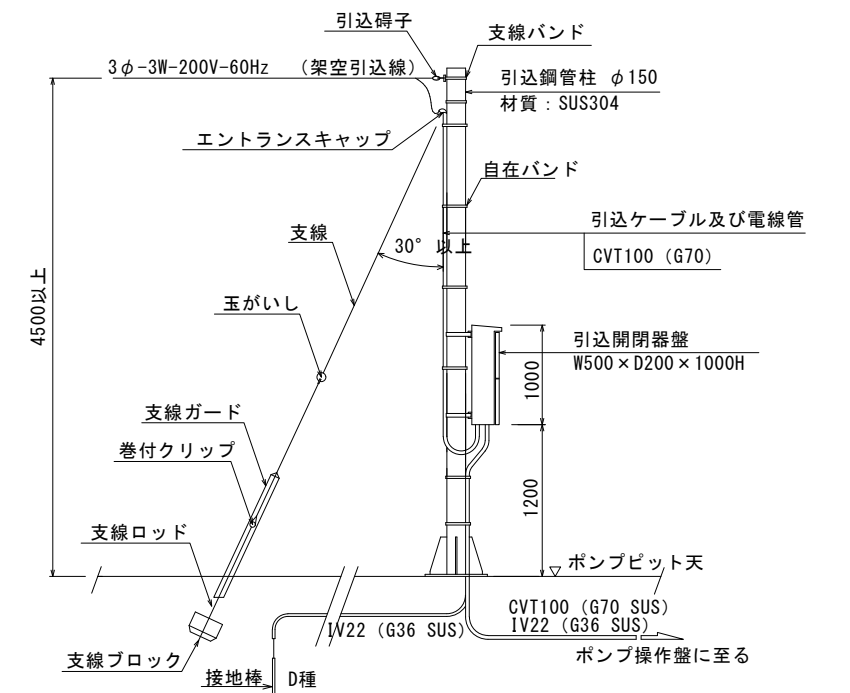 引込碍子
支線バンド
3φ-3W-200V-60Hz （架空引込線）
引込鋼管柱 φ150
材質：SUS304
エントランスキャップ
自在バンド
引込ケーブル及び電線管
支線
30° 以上
CVT100（G70）
4500以上
玉がいし
引込開閉器盤
W500×D200×1000H
1000
支線ガード
巻付クリップ
1200
支線ロッド
ポンプピット天
CVT100（G70 SUS）
IV22（G36 SUS）
IV22（G36 SUS）
支線ブロック
ポンプ操作盤に至る
接地棒 D種